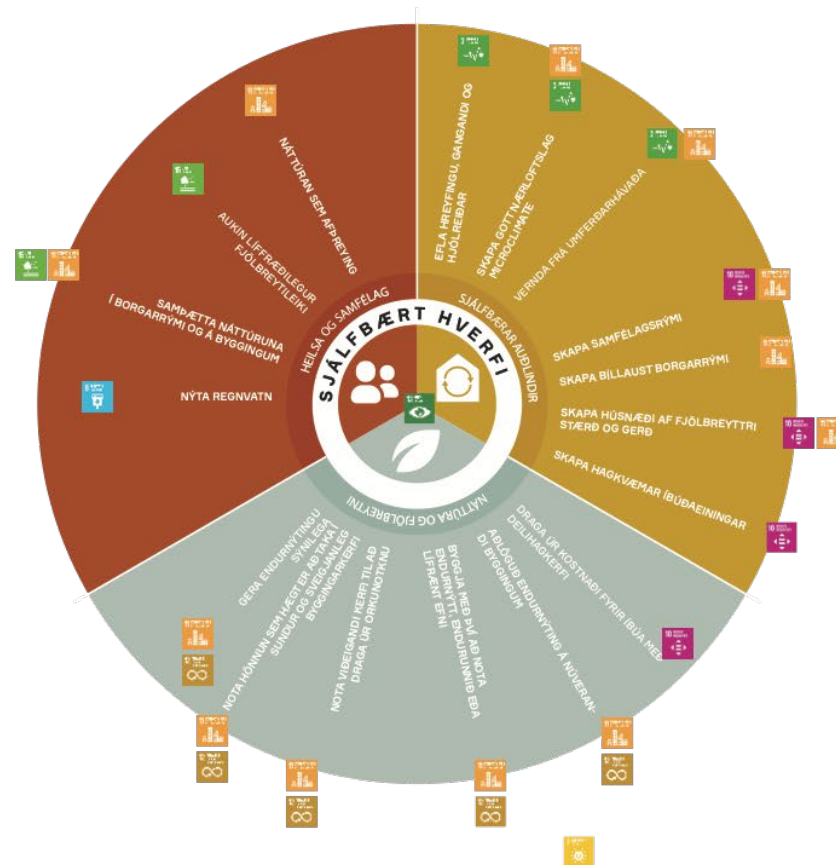 SJÁLFBÆRT HVERFI
HEILSA OG SAMFÉLAG
NÁTTÚRAN SEM AFÞREYING
AUKIN LÍFFRÆÐILEGUR
FJÖLBREYTILEIKI
SAMÞÆTTA NÁTTÚRUNA
Í BORGARRÝMI OG Á BYGGINGUM
NÝTA REGNVATN
SJÁLFBÆRAR AUÐLINDIR
EFLA HREYFINGU, GANGANDI OG
HJÓLREIÐAR
SKAPA GOTT NÆRLOFTSLAG
MICROCLIMATE
VERNDA FRÁ UMFERÐARHÁVAÐA
SKAPA SAMFÉLAGSRÝMI
SKAPA BÍLLAUST BORGARRÝMI
SKAPA HÚSNÆÐI AF FJÖLBREYTTRI
STÆRÐ OG GERÐ
SKAPA HAGKVÆMAR ÍBÚÐAEININGAR
NÁTTÚRA OG FJÖLBREYTNI
DRAGA ÚR KOSTNAÐI FYRIR ÍBÚA MEÐ
DEILIHAGKERFI
AÐLÖGUÐ ENDURNÝTING Á NÚVERAN-
DI BYGGINGUM
BYGGJA MEÐ ÞVÍ AÐ NOTA
ENDURNÝTT, ENDURUNNIÐ EÐA
LÍFRÆNT EFNI
NOTA VIÐEIGANDI KERFI TIL AÐ
DRAGA ÚR ORKUNOTKNU
NOTA HÖNNUN SEM HÆGT ER AÐ TAKA Í
SUNDUR OG SVEIGJANLEG
BYGGINGARKERFI
GERA ENDURNÝTINGU
SÝNILEGA